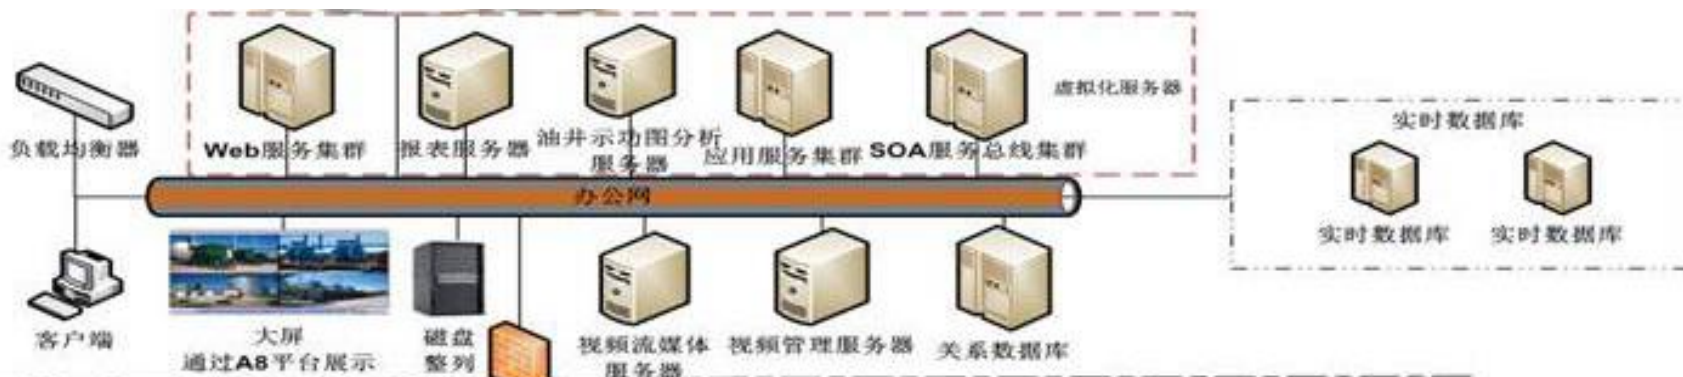 虚拟化服务器
实时数据库
负载均衡器
Web服务集群
报表服务器
油井示功图分析
服务器
应用服务集群
SOA服务总线集群
办公网
实时数据库
实时数据库
客户端
大屏
通过A8平台展示
磁盘
整列
视频流媒体
服务器
视频管理服务器
关系数据库